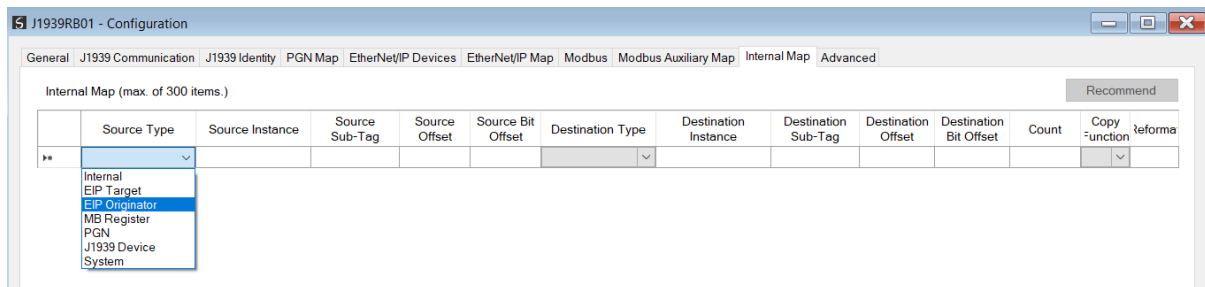 J1939RB01 - Configuration
General J1939 Communication J1939 Identity PGN Map EtherNet/IP Devices EtherNet/IP Map Modbus Modbus Auxiliary Map Internal Map Advanced
Internal Map (max. of 300 items.)
Recommend
Source Type
Source Instance
Source
Sub-Tag
Source
Offset
Source Bit
Offset
Destination Type
Destination
Instance
Destination
Sub-Tag
Destination
Offset
Destination
Bit Offset
Count
Copy
Function
Reforma
Internal
EIP Target
EIP Originator
MB Register
PGN
J1939 Device
System